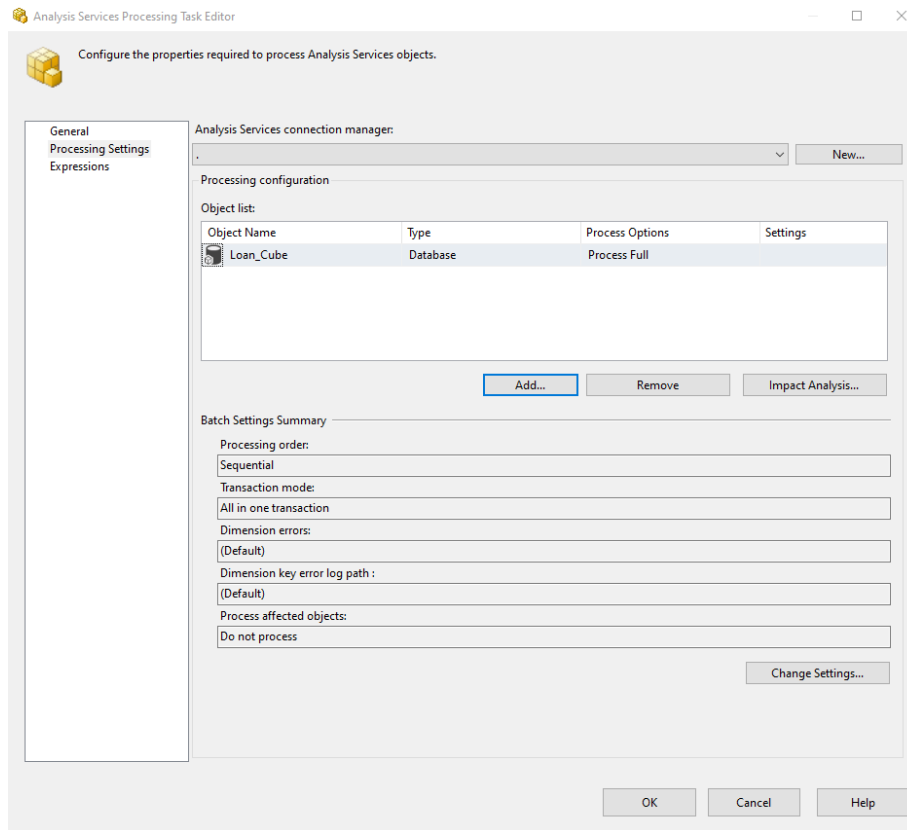 Analysis Services Processing Task Editor
Configure the properties required to process Analysis Services objects.
General
Processing Settings
Expressions
Analysis Services connection manager:
. New...
Processing configuration
Object list:
Object Name Type Process Options Settings
Loan_Cube Database Process Full
Add... Remove Impact Analysis...
Batch Settings Summary
Processing order:
Sequential
Transaction mode:
All in one transaction
Dimension errors:
(Default)
Dimension key error log path :
(Default)
Process affected objects:
Do not process
Change Settings...
OK Cancel Help